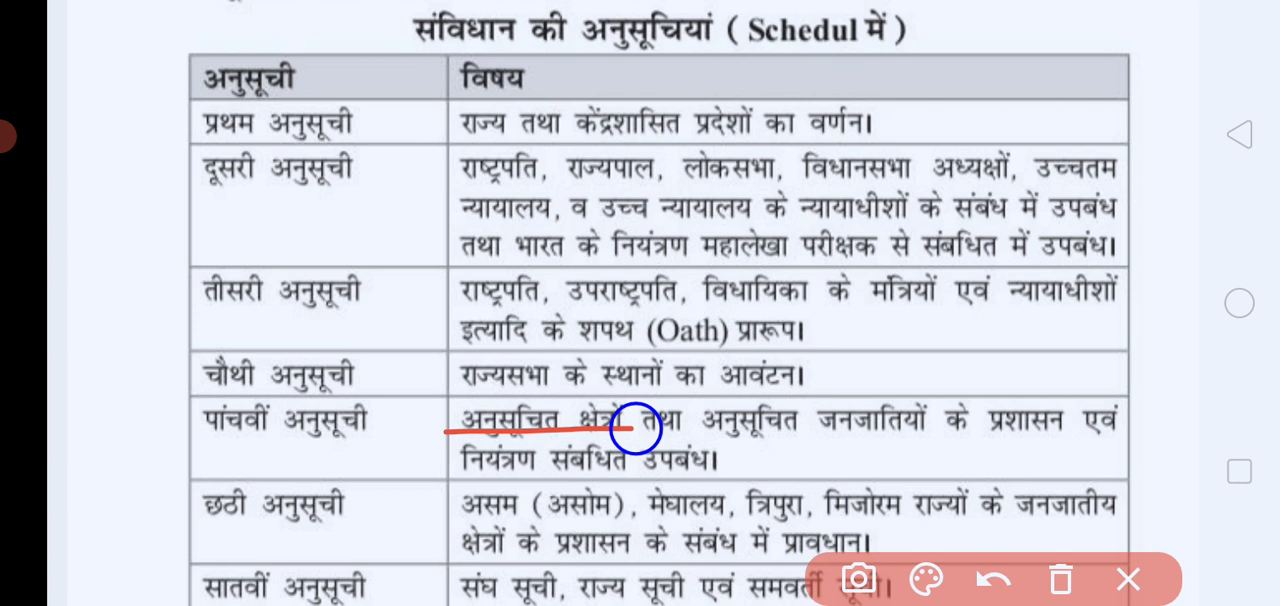 संविधान की अनुसूचियां ( Schedul में )
अनुसूची विषय
प्रथम अनुसूची राज्य तथा केंद्रशासित प्रदेशों का वर्णन।
दूसरी अनुसूची राष्ट्रपति, राज्यपाल, लोकसभा, विधानसभा अध्यक्षों, उच्चतम
न्यायालय, व उच्च न्यायालय के न्यायाधीशों के संबंध में उपबंध
तथा भारत के नियंत्रण महालेखा परीक्षक से संबधित में उपबंध।
तीसरी अनुसूची राष्ट्रपति, उपराष्ट्रपति, विधायिका के मंत्रियों एवं न्यायाधीशों
इत्यादि के शपथ (Oath) प्रारूप।
चौथी अनुसूची राज्यसभा के स्थानों का आवंटन।
पांचवीं अनुसूची अनुसूचित क्षेत्रों तथा अनुसूचित जनजातियों के प्रशासन एवं
नियंत्रण संबधित उपबंध।
छठी अनुसूची असम (असोम), मेघालय, त्रिपुरा, मिजोरम राज्यों के जनजातीय
क्षेत्रों के प्रशासन के संबंध में प्रावधान।
सातवीं अनुसूची संघ सूची, राज्य सूची एवं समवर्ती सूची।